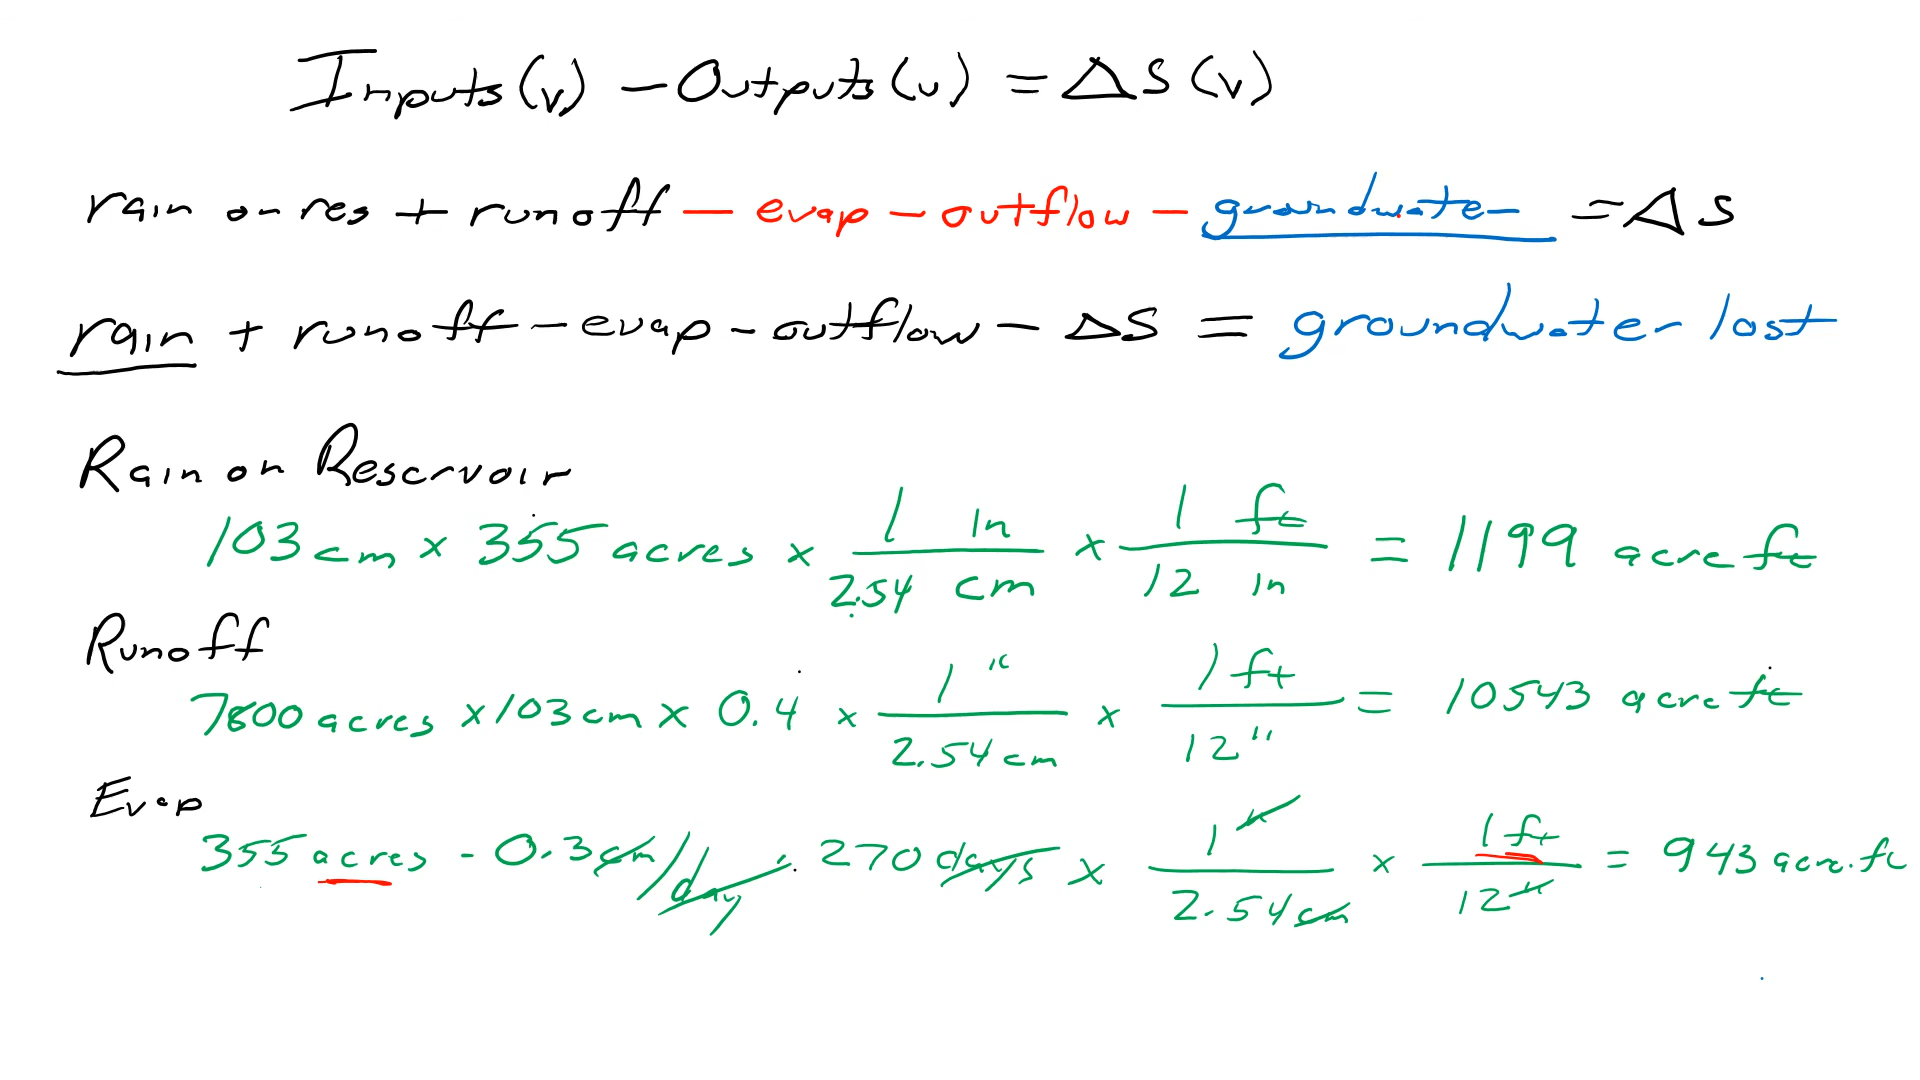 Inputs(v) - Outputs(v) = ΔS(v)
rain on res + runoff - evap - outflow - groundwater = ΔS
rain + runoff - evap - outflow - ΔS = groundwater lost
Rain on Reservoir
103 cm × 355 acres × 1 in / 2.54 cm × 1 ft / 12 in = 1199 acre ft
Runoff
7800 acres × 103 cm × 0.4 × 1" / 2.54 cm × 1 ft / 12" = 10543 acre ft
Evap
355 acres · 0.3 cm/day · 270 days × 1" / 2.54 cm × 1 ft / 12" = 943 acre·ft